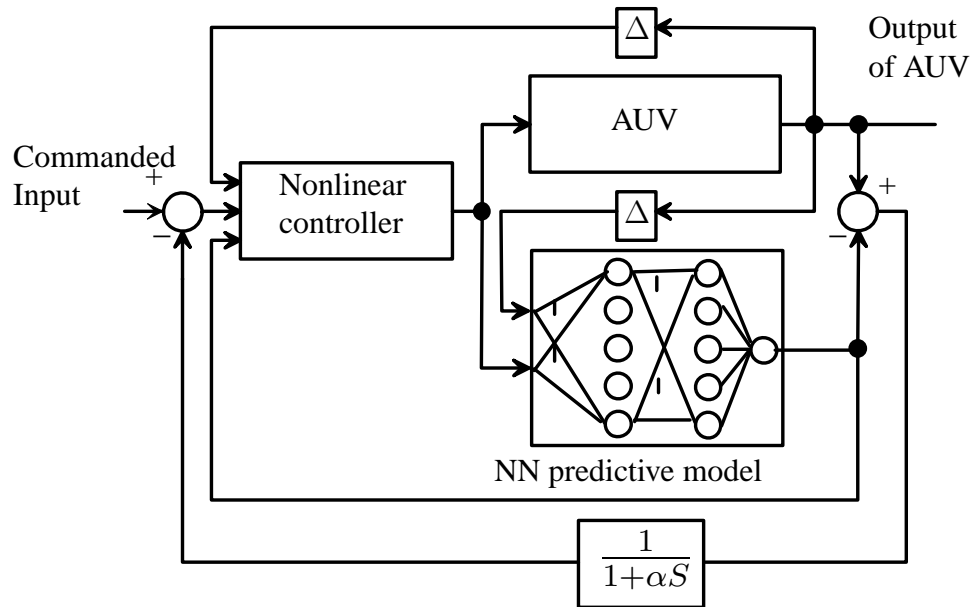 Δ
Output
of AUV
AUV
Commanded
Input
+
−
Nonlinear
controller
Δ
+
−
NN predictive model
1
1+αS